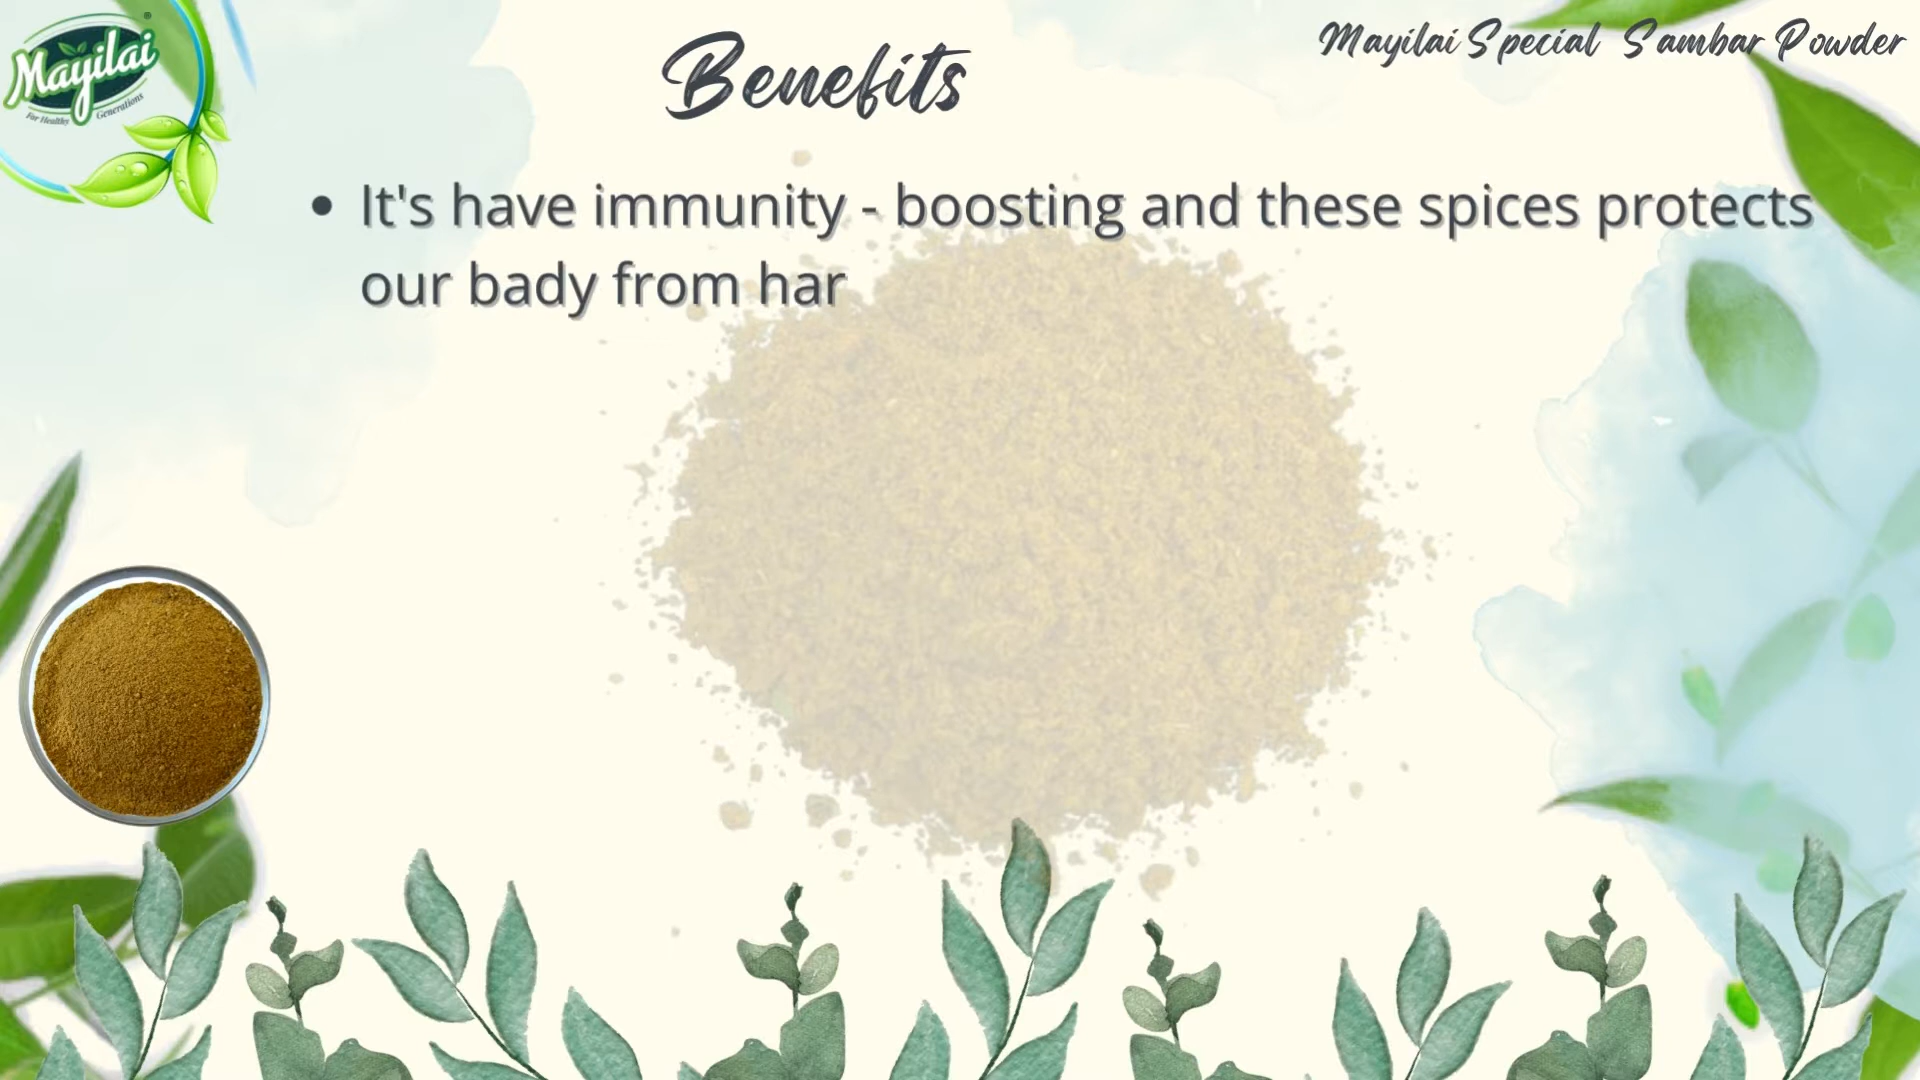 Mayilai
For Healthy Generations
Benefits
Mayilai Special Sambar Powder
• It's have immunity - boosting and these spices protects
our bady from har